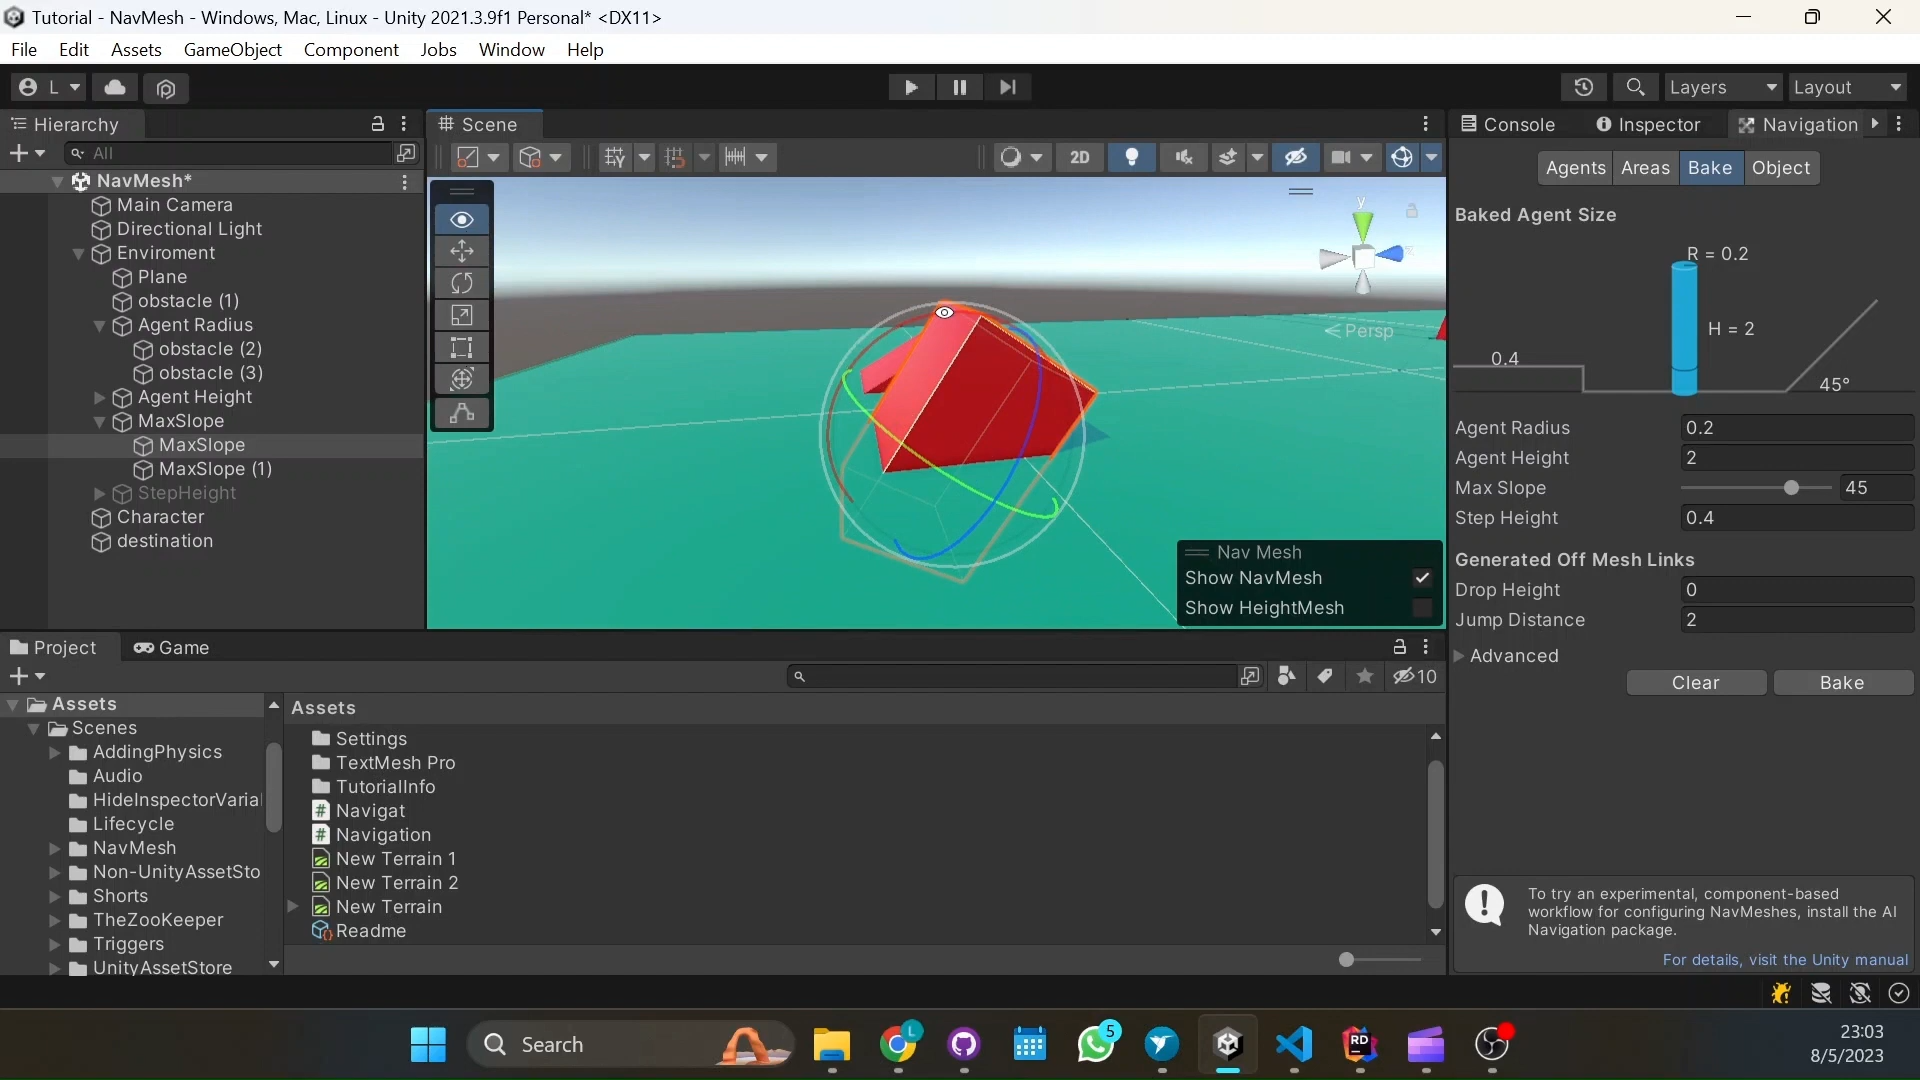 Tutorial - NavMesh - Windows, Mac, Linux - Unity 2021.3.9f1 Personal* <DX11>
File Edit Assets GameObject Component Jobs Window Help
L Layers Layout
Hierarchy
All
NavMesh*
Main Camera
Directional Light
Enviroment
Plane
obstacle (1)
Agent Radius
obstacle (2)
obstacle (3)
Agent Height
MaxSlope
MaxSlope
MaxSlope (1)
StepHeight
Character
destination
Scene
2D
y
Persp
Nav Mesh
Show NavMesh
Show HeightMesh
Console Inspector Navigation
Agents Areas Bake Object
Baked Agent Size
R = 0.2
H = 2
0.4
45°
Agent Radius 0.2
Agent Height 2
Max Slope 45
Step Height 0.4
Generated Off Mesh Links
Drop Height 0
Jump Distance 2
Advanced
Clear Bake
To try an experimental, component-based
workflow for configuring NavMeshes, install the AI
Navigation package.
For details, visit the Unity manual
Project Game
10
Assets
Scenes
AddingPhysics
Audio
HideInspectorVarial
Lifecycle
NavMesh
Non-UnityAssetSto
Shorts
TheZooKeeper
Triggers
UnityAssetStore
Assets
Settings
TextMesh Pro
TutorialInfo
Navigat
Navigation
New Terrain 1
New Terrain 2
New Terrain
Readme
Search
L
5
RD
23:03
8/5/2023